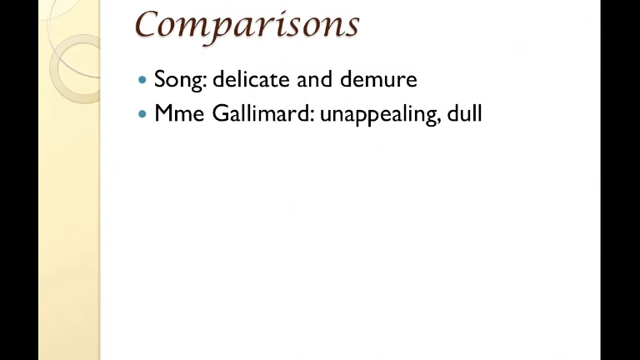 Comparisons
Song: delicate and demure
Mme Gallimard: unappealing, dull